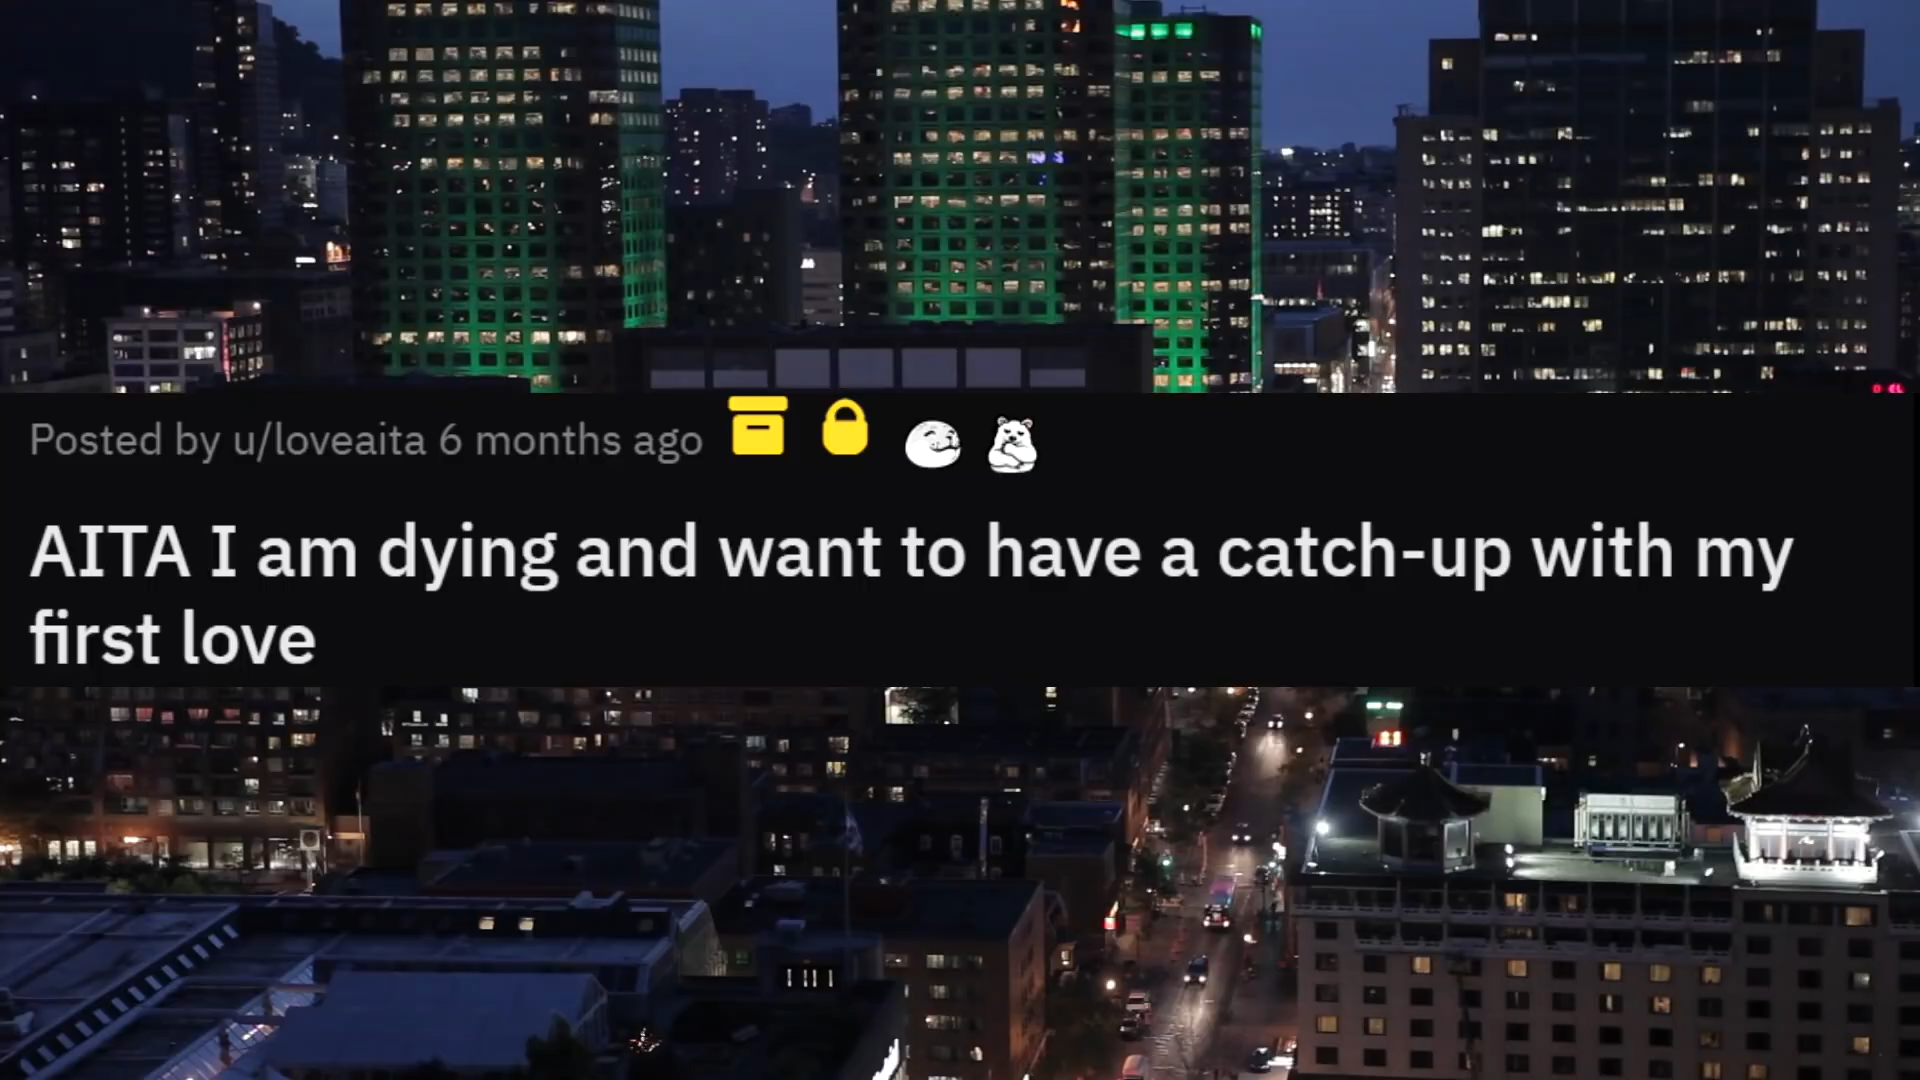 Posted by u/loveaita 6 months ago
AITA I am dying and want to have a catch-up with my
first love